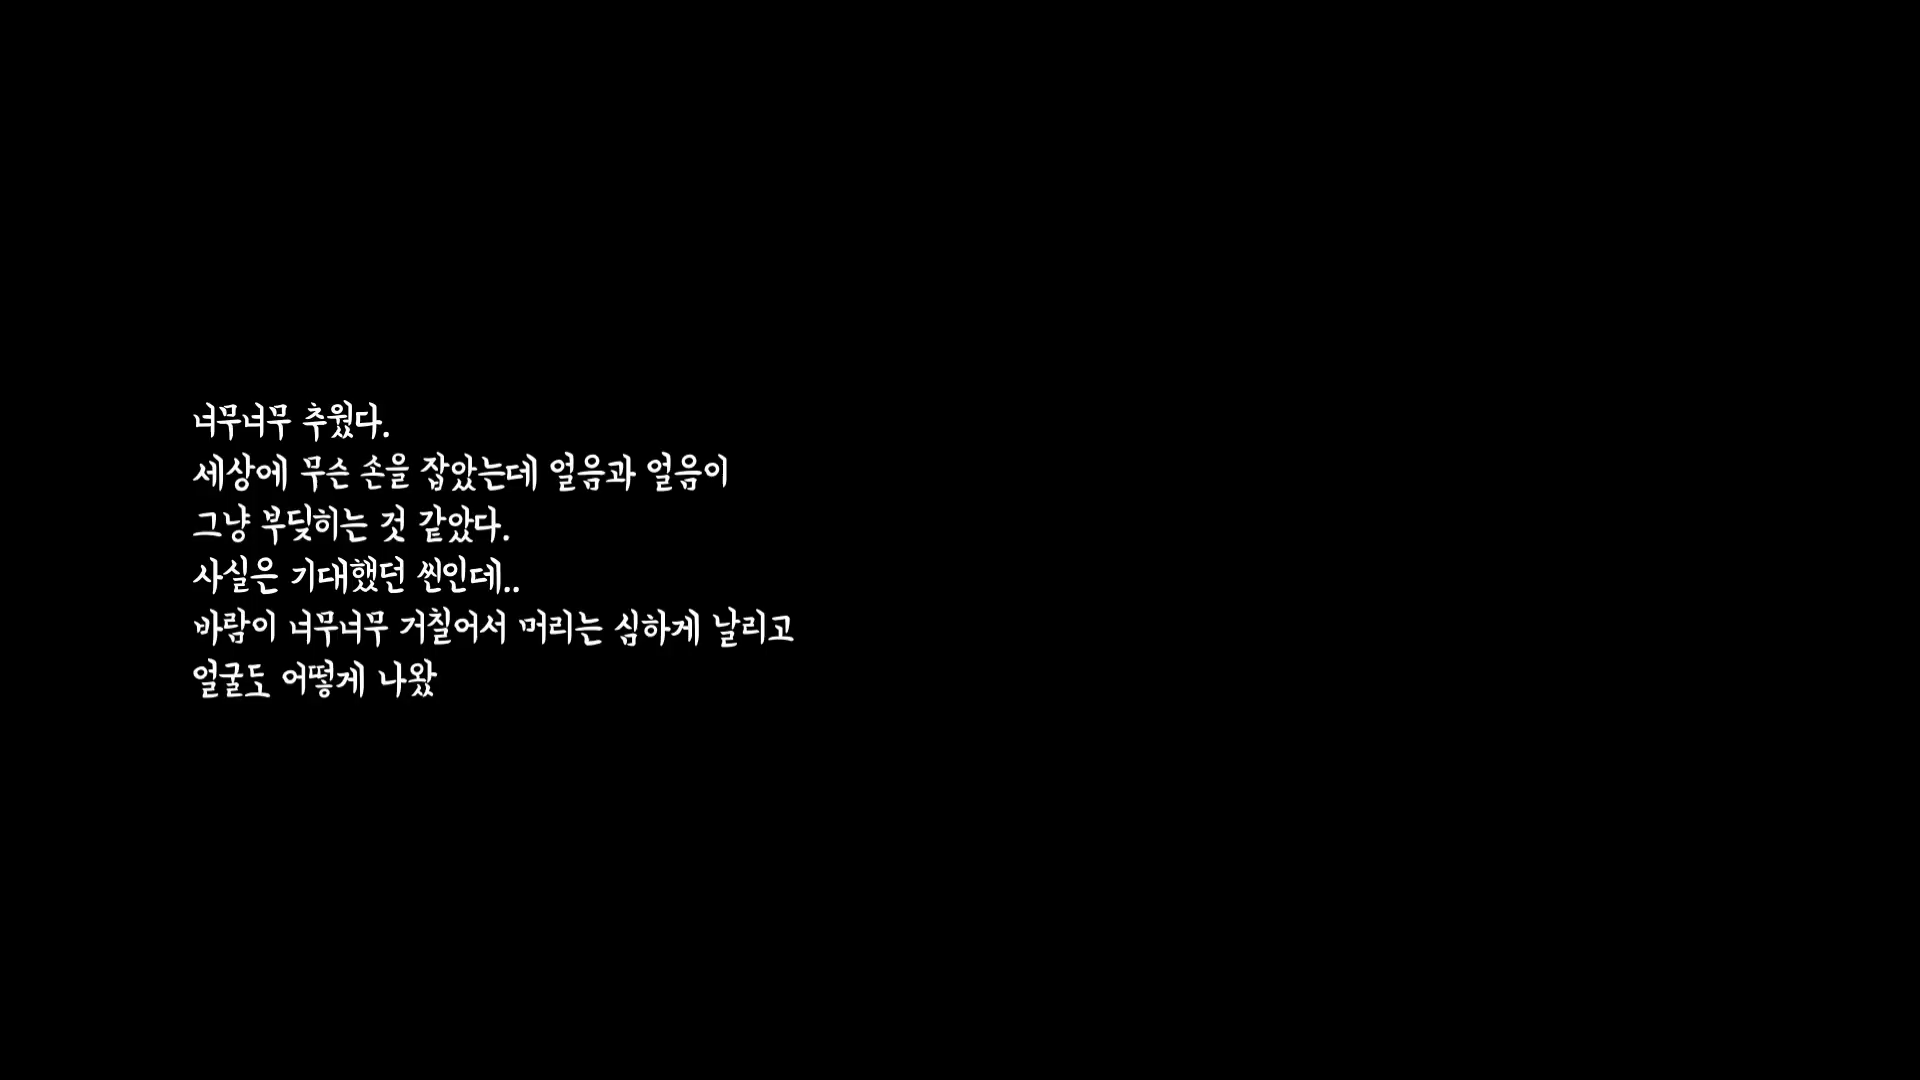 너무너무 추웠다.
세상에 무슨 손을 잡았는데 얼음과 얼음이
그냥 부딪히는 것 같았다.
사실은 기대했던 씬인데..
바람이 너무너무 거칠어서 머리는 심하게 날리고
얼굴도 어떻게 나왔